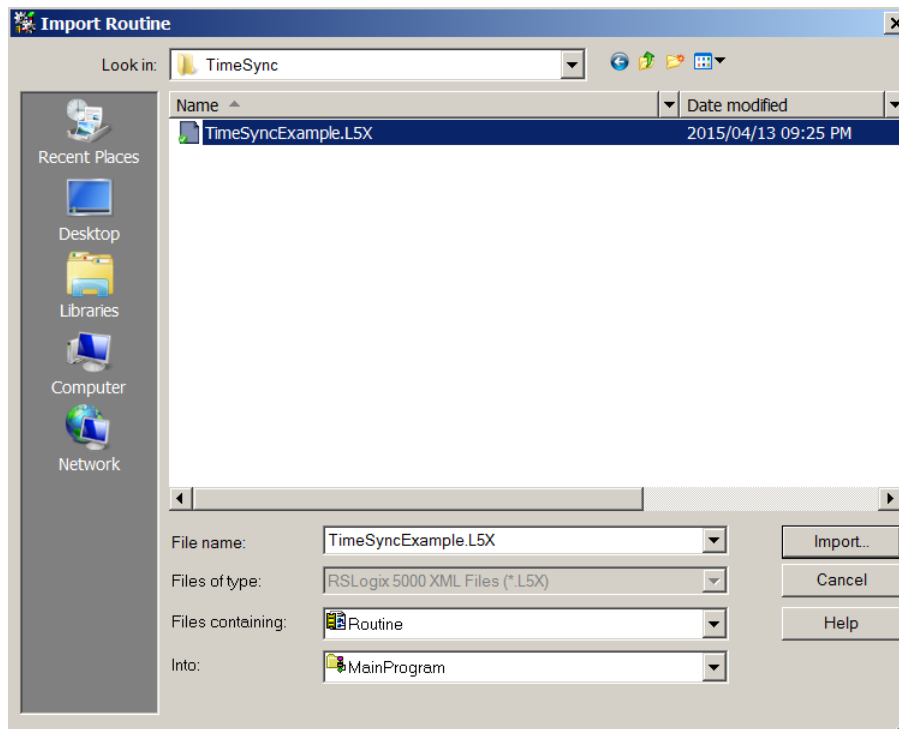 Import Routine
Look in: TimeSync
Name Date modified
TimeSyncExample.L5X 2015/04/13 09:25 PM
Recent Places
Desktop
Libraries
Computer
Network
File name: TimeSyncExample.L5X Import...
Files of type: RSLogix 5000 XML Files (*.L5X) Cancel
Files containing: Routine Help
Into: MainProgram